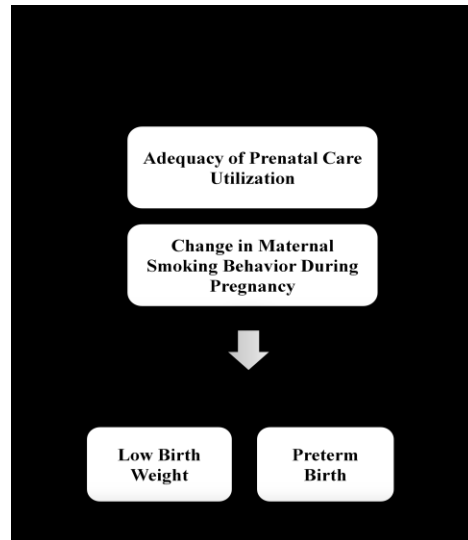 Adequacy of Prenatal Care
Utilization
Change in Maternal
Smoking Behavior During
Pregnancy
Low Birth
Weight
Preterm
Birth